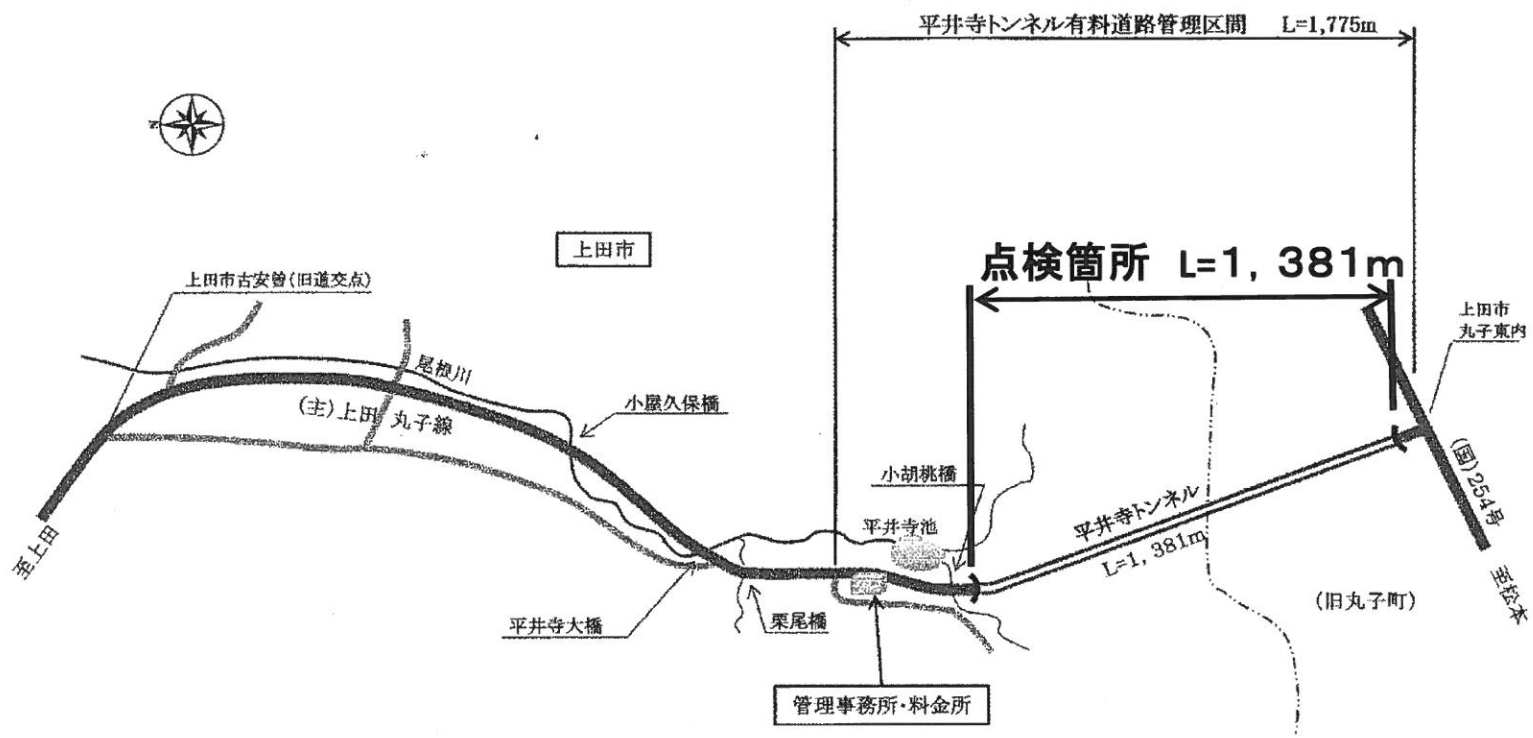 平井寺トンネル有料道路管理区間 L=1,775m
N
上田市
点検箇所 L=1,381m
上田市古安曽(旧道交点)
上田市
丸子東内
尾根川
(主)上田 丸子線
小屋久保橋
小胡桃橋
平井寺池
平井寺トンネル
L=1,381m
(国)254号
至上田
至松本
(旧丸子町)
平井寺大橋
栗尾橋
管理事務所・料金所